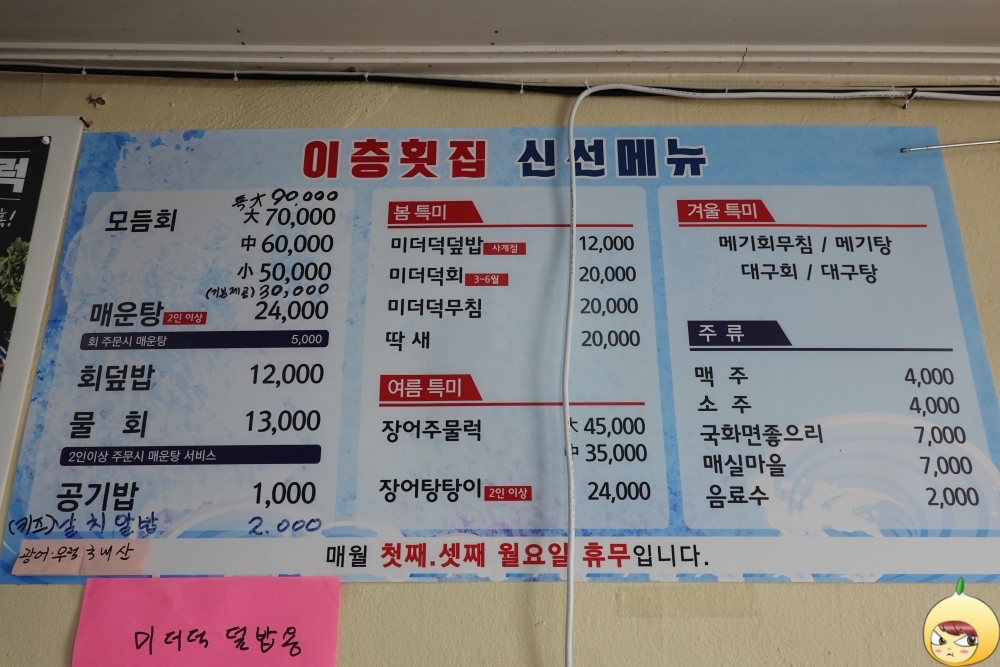 럭
이층횟집 신선메뉴
모듬회
특大 90.000
大 70,000
中 60,000
小 50,000
30,000
매운탕 2인 이상 24,000
회 주문시 매운탕 5,000
회덮밥 12,000
물 회 13,000
2인이상 주문시 매운탕 서비스
공기밥 1,000
날치알밥 2.000
광어·우럭 국내산
봄 특미
미더덕덮밥 사계절 12,000
미더덕회 3~6월 20,000
미더덕무침 20,000
딱 새 20,000
여름 특미
장어주물럭 大 45,000
中 35,000
장어탕탕이 2인 이상 24,000
겨울 특미
메기회무침 / 메기탕
대구회 / 대구탕
주 류
맥 주 4,000
소 주 4,000
국화면좋으리 7,000
매실마을 7,000
음료수 2,000
매월 첫째.셋째 월요일 휴무입니다.
미더덕 덮밥용